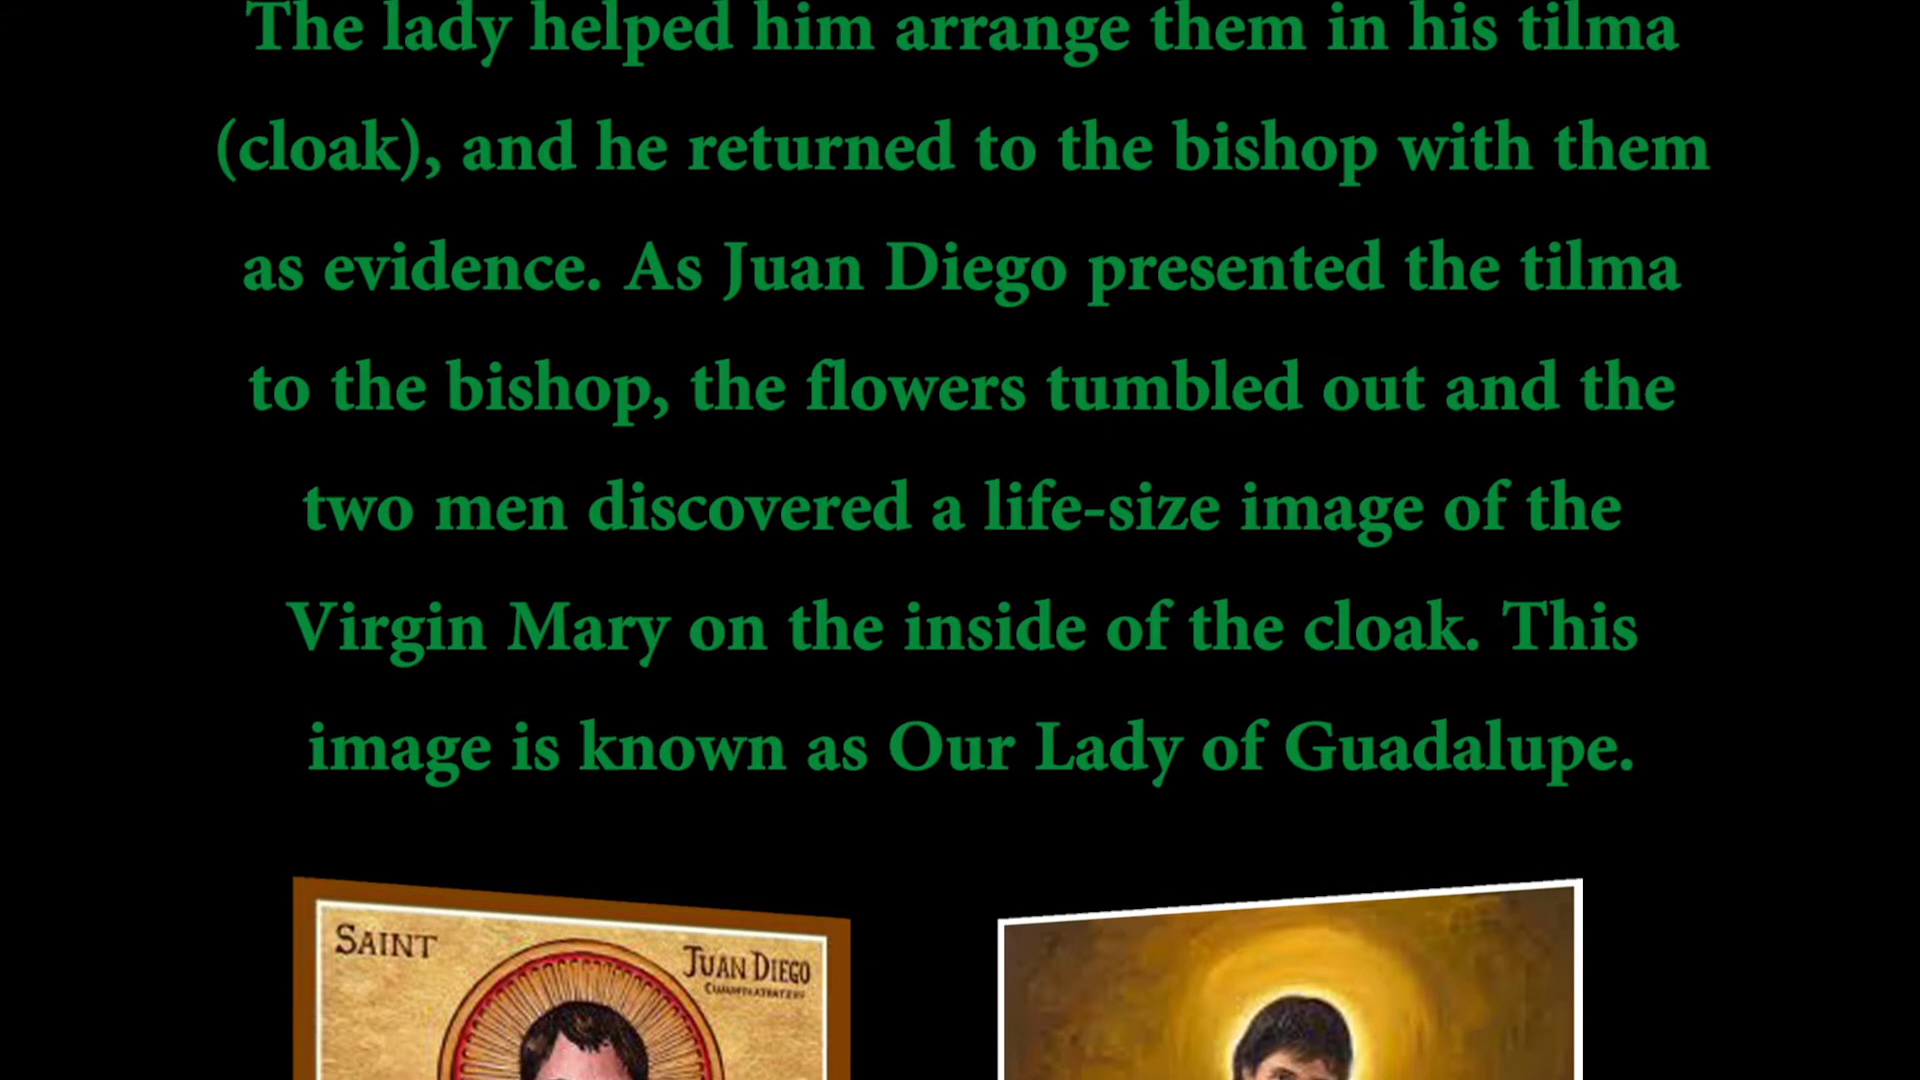 The lady helped him arrange them in his tilma
(cloak), and he returned to the bishop with them
as evidence. As Juan Diego presented the tilma
to the bishop, the flowers tumbled out and the
two men discovered a life-size image of the
Virgin Mary on the inside of the cloak. This
image is known as Our Lady of Guadalupe.
SAINT
JUAN DIEGO